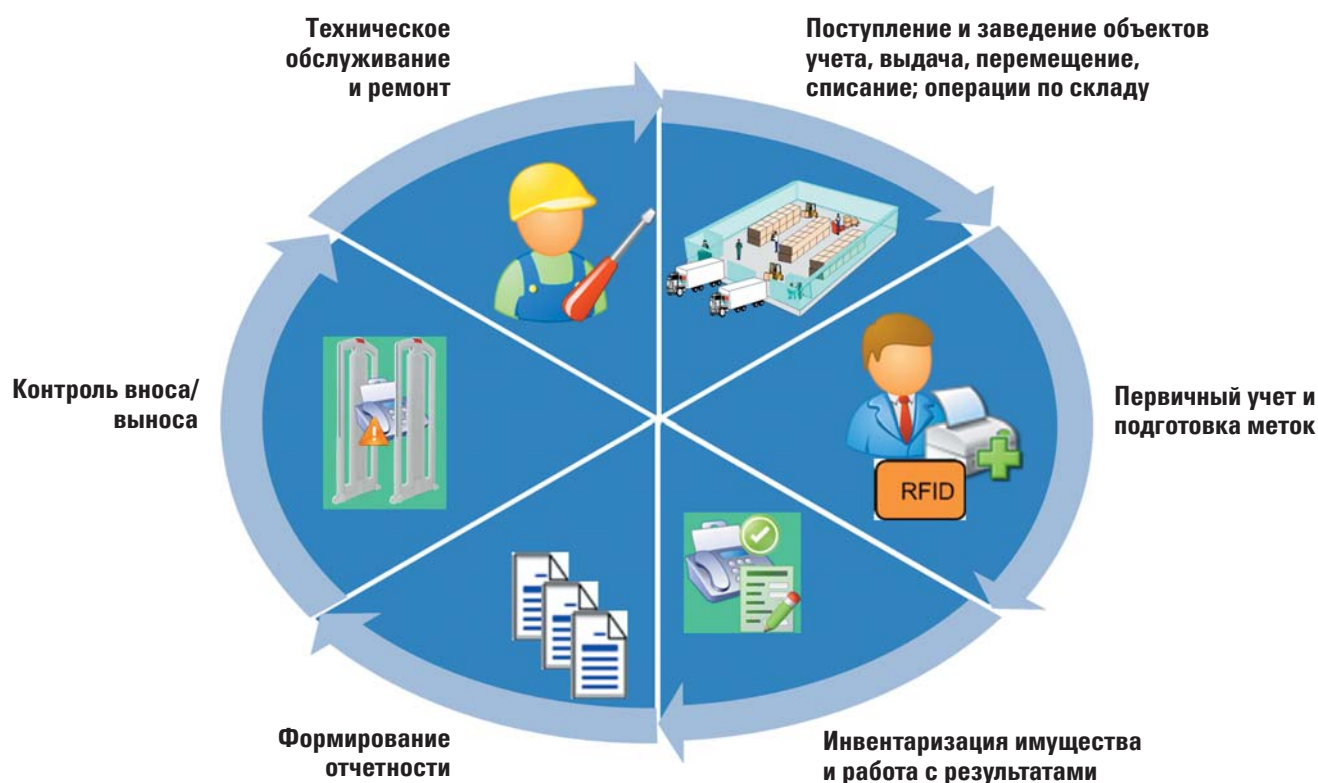 Техническое
обслуживание
и ремонт
Поступление и заведение объектов
учета, выдача, перемещение,
списание; операции по складу
Контроль вноса/
выноса
Первичный учет и
подготовка меток
RFID
Формирование
отчетности
Инвентаризация имущества
и работа с результатами